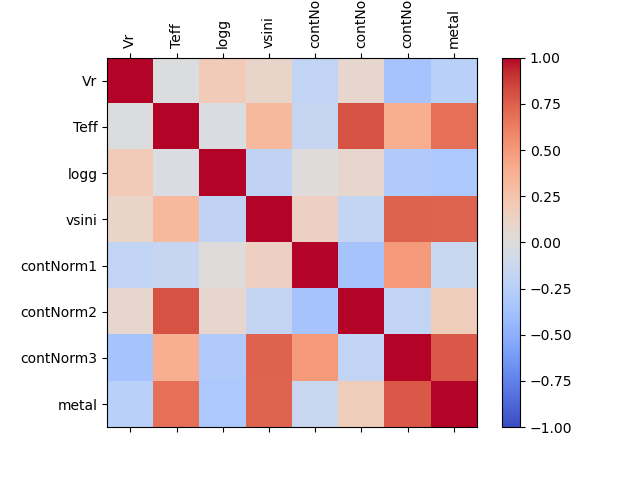 Vr
Teff
logg
vsini
contNo
contNo
contNo
metal
Vr
Teff
logg
vsini
contNorm1
contNorm2
contNorm3
metal
1.00
0.75
0.50
0.25
0.00
−0.25
−0.50
−0.75
−1.00